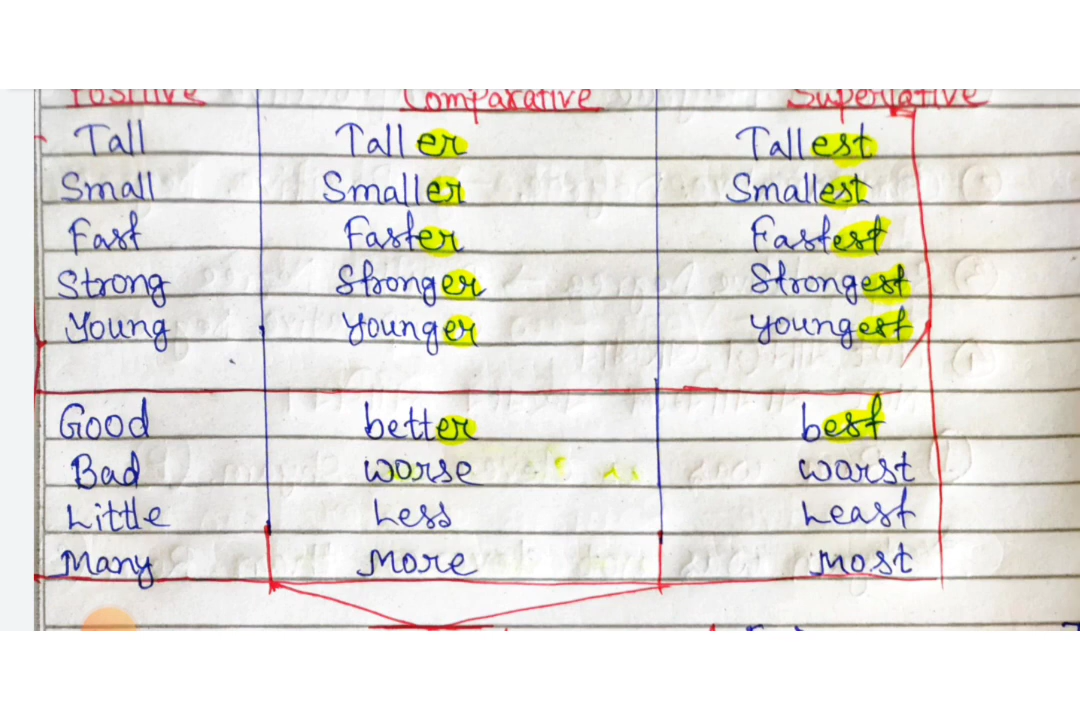 Positive Comparative Superlative
Tall Taller Tallest
Small Smaller Smallest
Fast Faster Fastest
Strong Stronger Strongest
Young Younger youngest
Good better best
Bad worse worst
Little Less Least
Many More Most